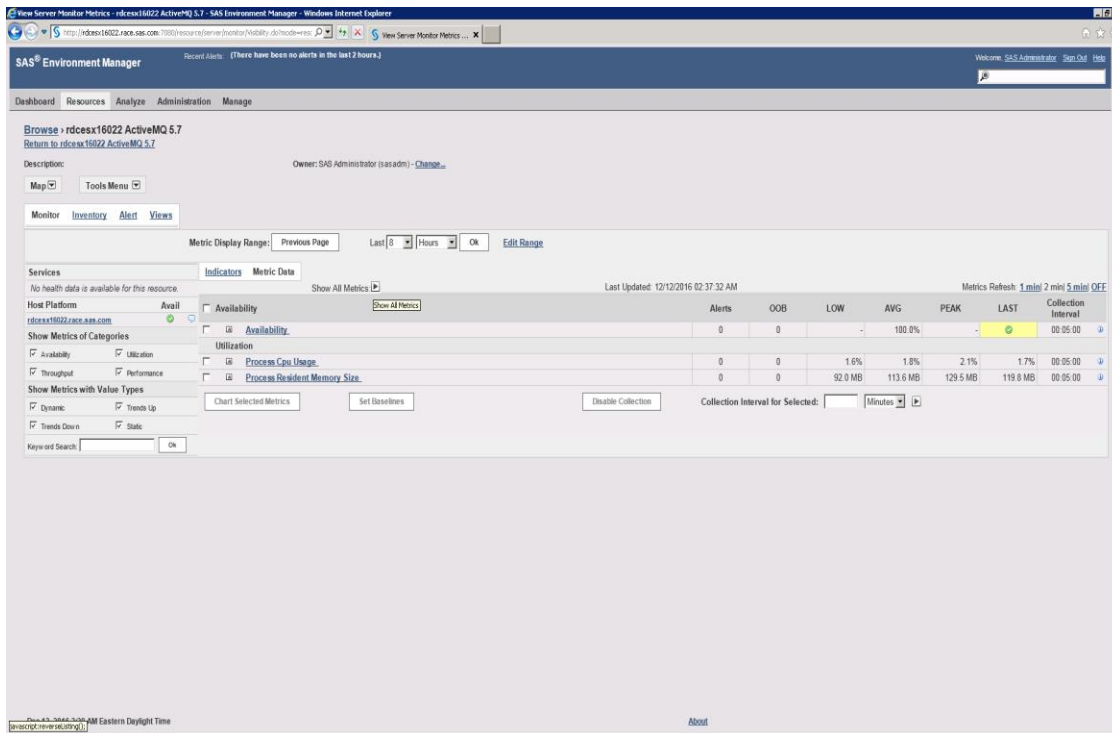 View Server Monitor Metrics - rdcesx16022 ActiveMQ 5.7 - SAS Environment Manager - Windows Internet Explorer
View Server Monitor Metrics ...
SAS® Environment Manager
Recent Alerts: (There have been no alerts in the last 2 hours.)
Welcome, SAS Administrator Sign Out Help
Dashboard Resources Analyze Administration Manage
Browse › rdcesx16022 ActiveMQ 5.7
Return to rdcesx16022 ActiveMQ 5.7
Description:
Owner: SAS Administrator (sasadm) - Change...
Map Tools Menu
Monitor Inventory Alert Views
Metric Display Range: Previous Page Last 8 Hours Ok Edit Range
Services
No health data is available for this resource.
Host Platform Avail
rdcesx16022.race.sas.com
Show Metrics of Categories
Availability Utilization
Throughput Performance
Show Metrics with Value Types
Dynamic Trends Up
Trends Down Static
Keyword Search: Ok
Indicators Metric Data
Show All Metrics
Last Updated: 12/12/2016 02:37:32 AM
Metrics Refresh: 1 min| 2 min| 5 min| OFF
Show All Metrics
Availability Alerts OOB LOW AVG PEAK LAST Collection Interval
Availability 0 0 - 100.0% - 00:05:00
Utilization
Process Cpu Usage 0 0 1.6% 1.8% 2.1% 1.7% 00:05:00
Process Resident Memory Size 0 0 92.0 MB 113.6 MB 129.5 MB 119.8 MB 00:05:00
Chart Selected Metrics Set Baselines Disable Collection Collection Interval for Selected: Minutes
AM Eastern Daylight Time
javascript:reverseListing();
About